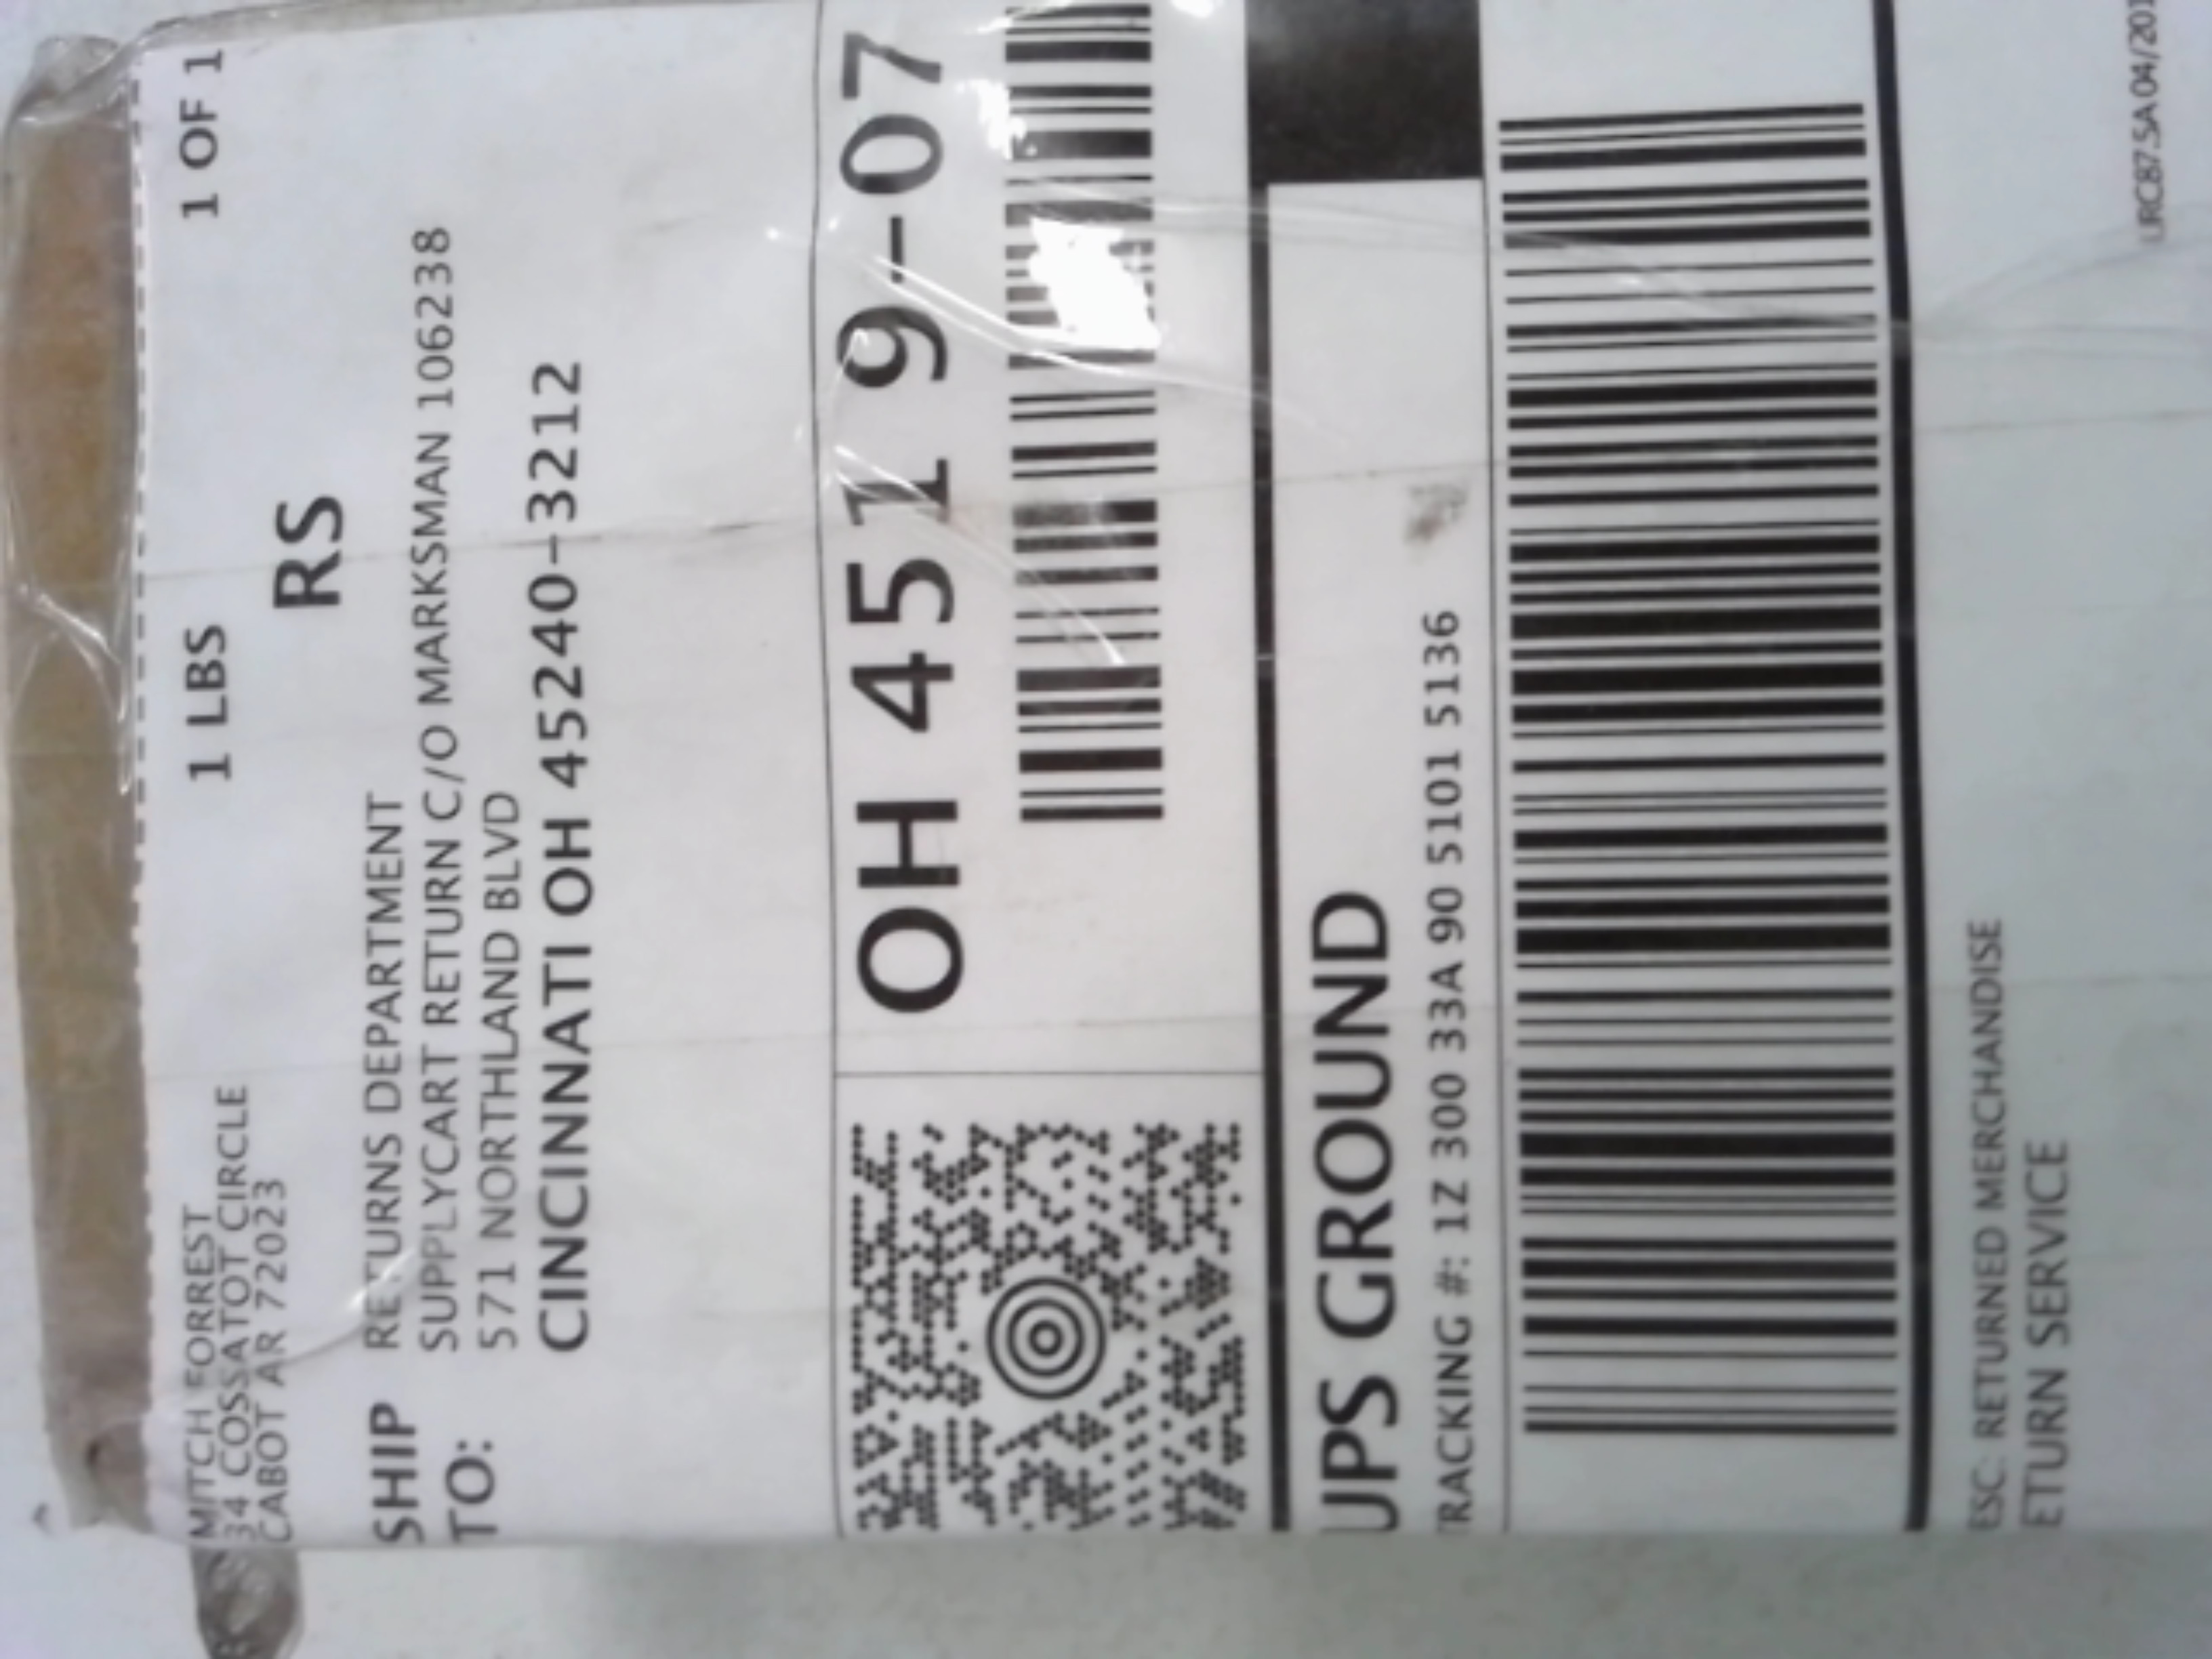 MITCH FORREST
34 COSSATOT CIRCLE
CABOT AR 72023
1 LBS
1 OF 1
RS
SHIP TO:
RETURNS DEPARTMENT
SUPPLYCART RETURN C/O MARKSMAN 106238
571 NORTHLAND BLVD
CINCINNATI OH 45240-3212
OH 451 9-07
UPS GROUND
TRACKING #: 1Z 300 33A 90 5101 5136
ESC: RETURNED MERCHANDISE
ETURN SERVICE